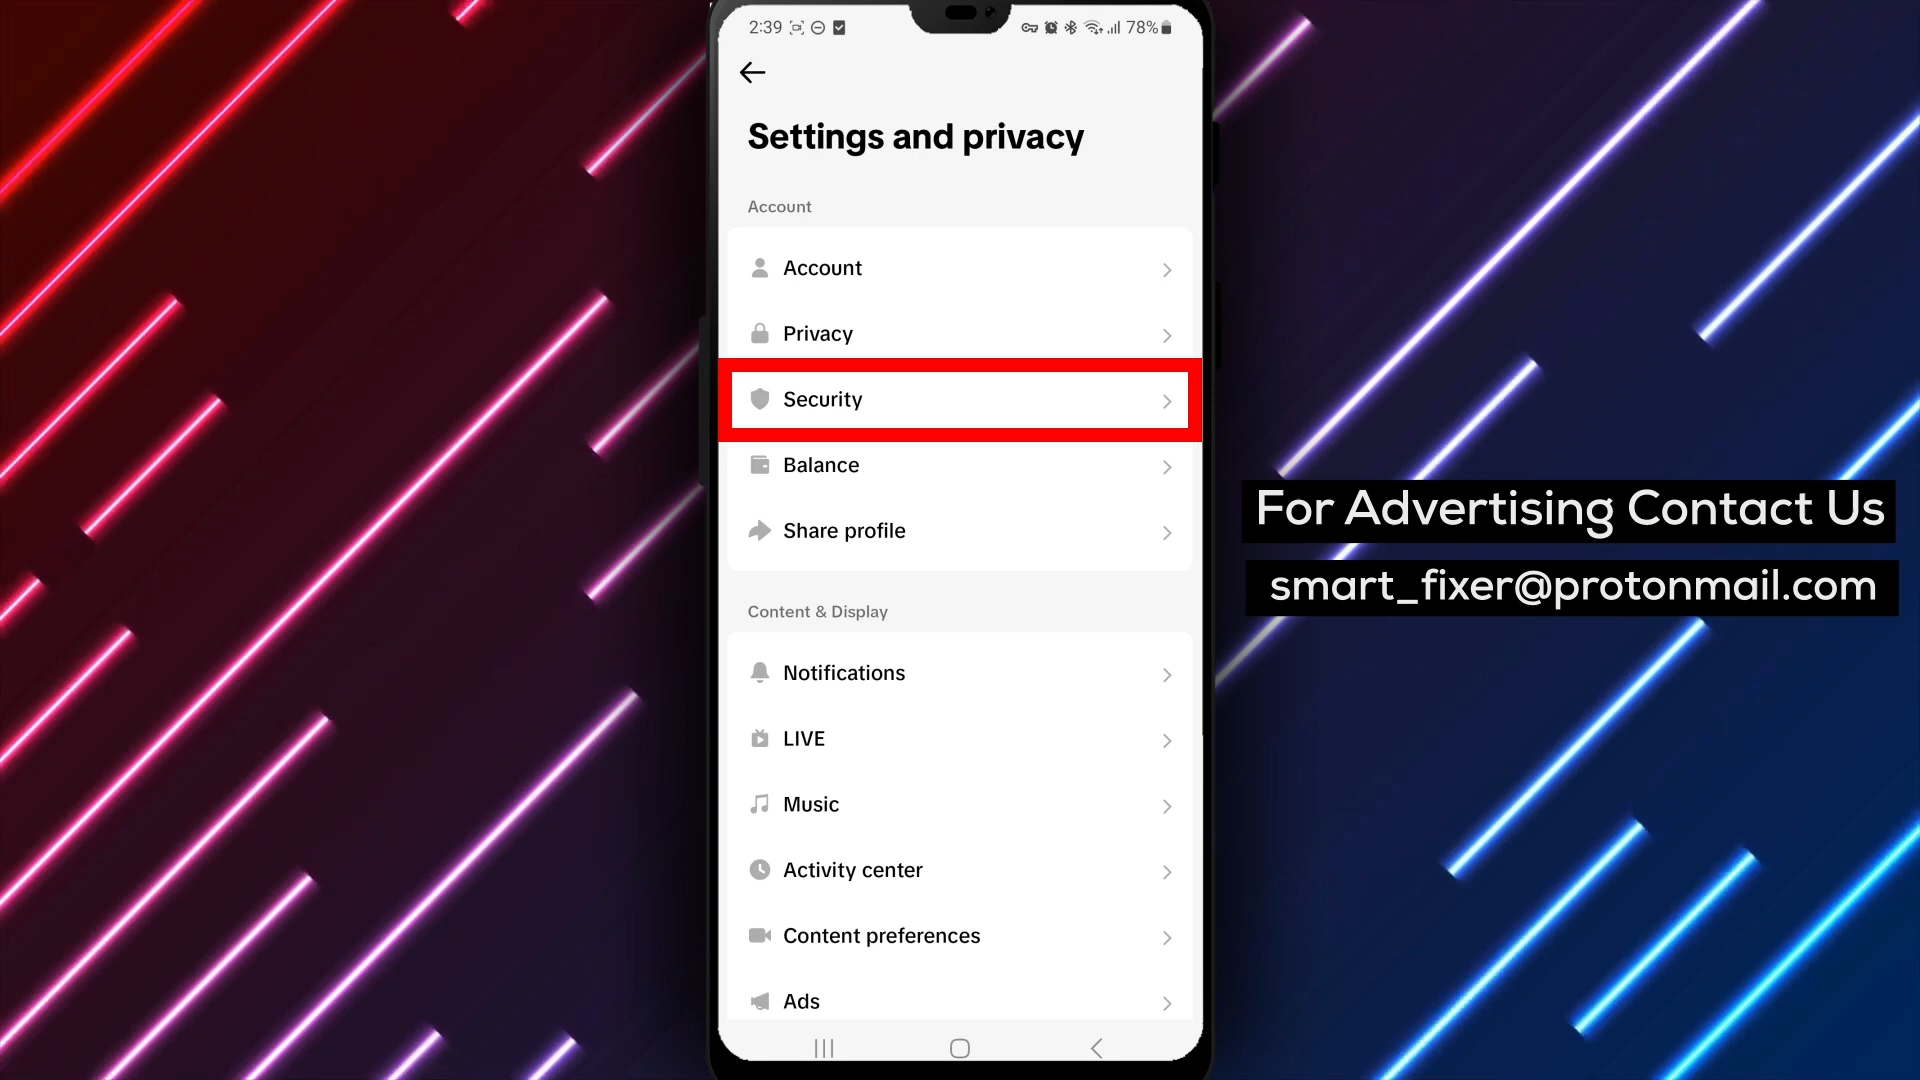 2:39
78%
Settings and privacy
Account
Account
Privacy
Security
Balance
Share profile
Content & Display
Notifications
LIVE
Music
Activity center
Content preferences
Ads
For Advertising Contact Us
smart_fixer@protonmail.com